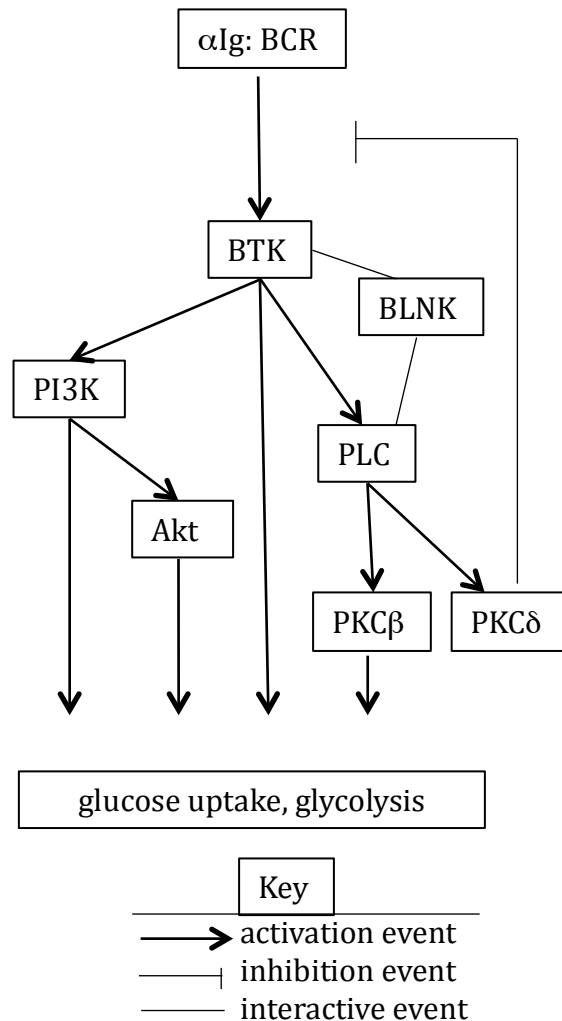 αIg: BCR
BTK
BLNK
PI3K
PLC
Akt
PKCβ
PKCδ
glucose uptake, glycolysis
Key
activation event
inhibition event
interactive event